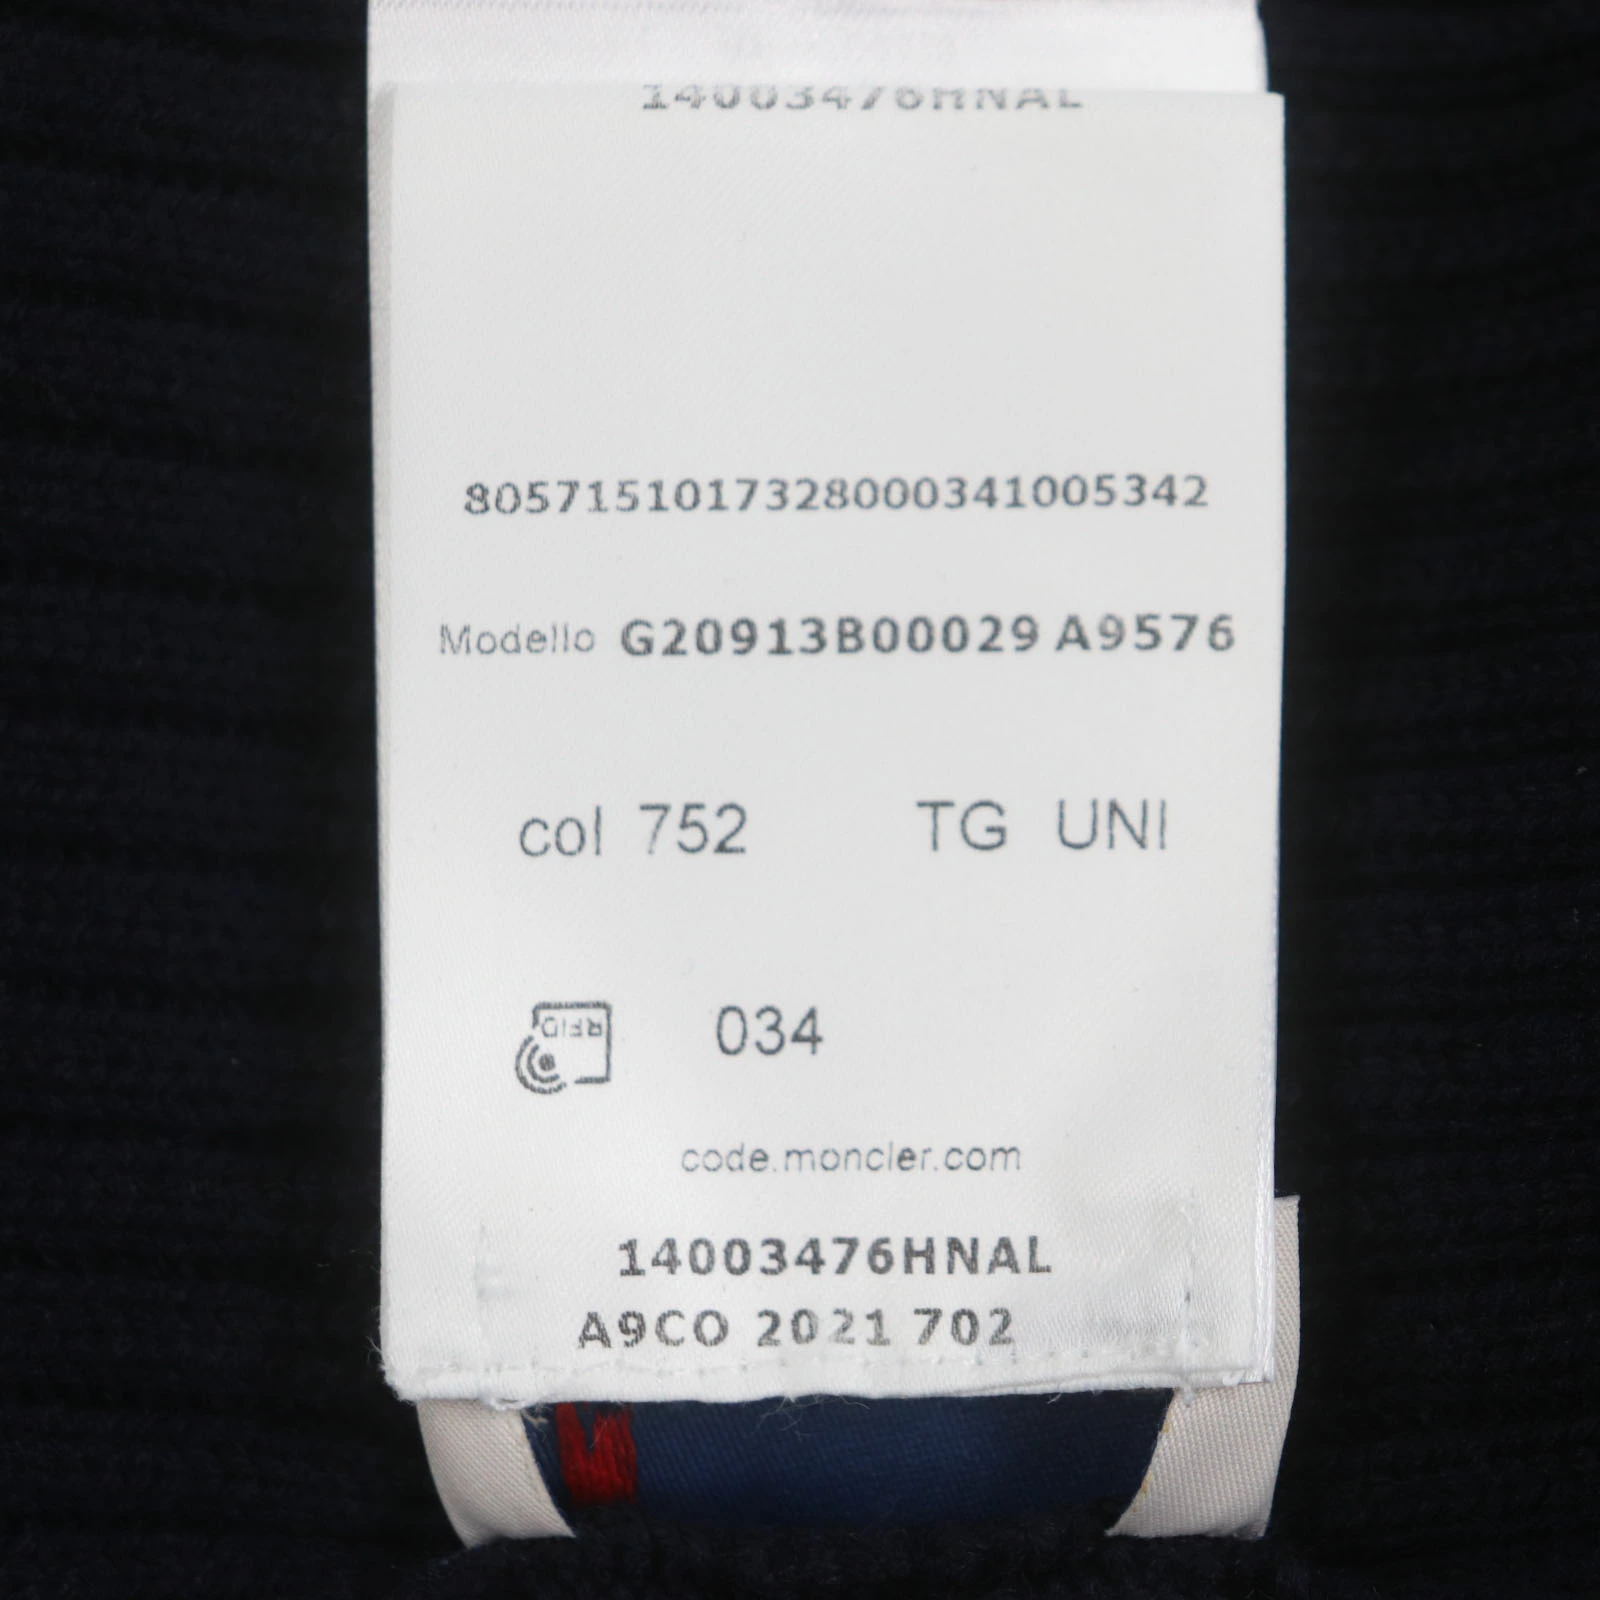 14003476HNAL
8057151017328000341005342
Modello G20913B00029 A9576
col 752 TG UNI
RFID 034
code.moncler.com
14003476HNAL
A9CO 2021 702